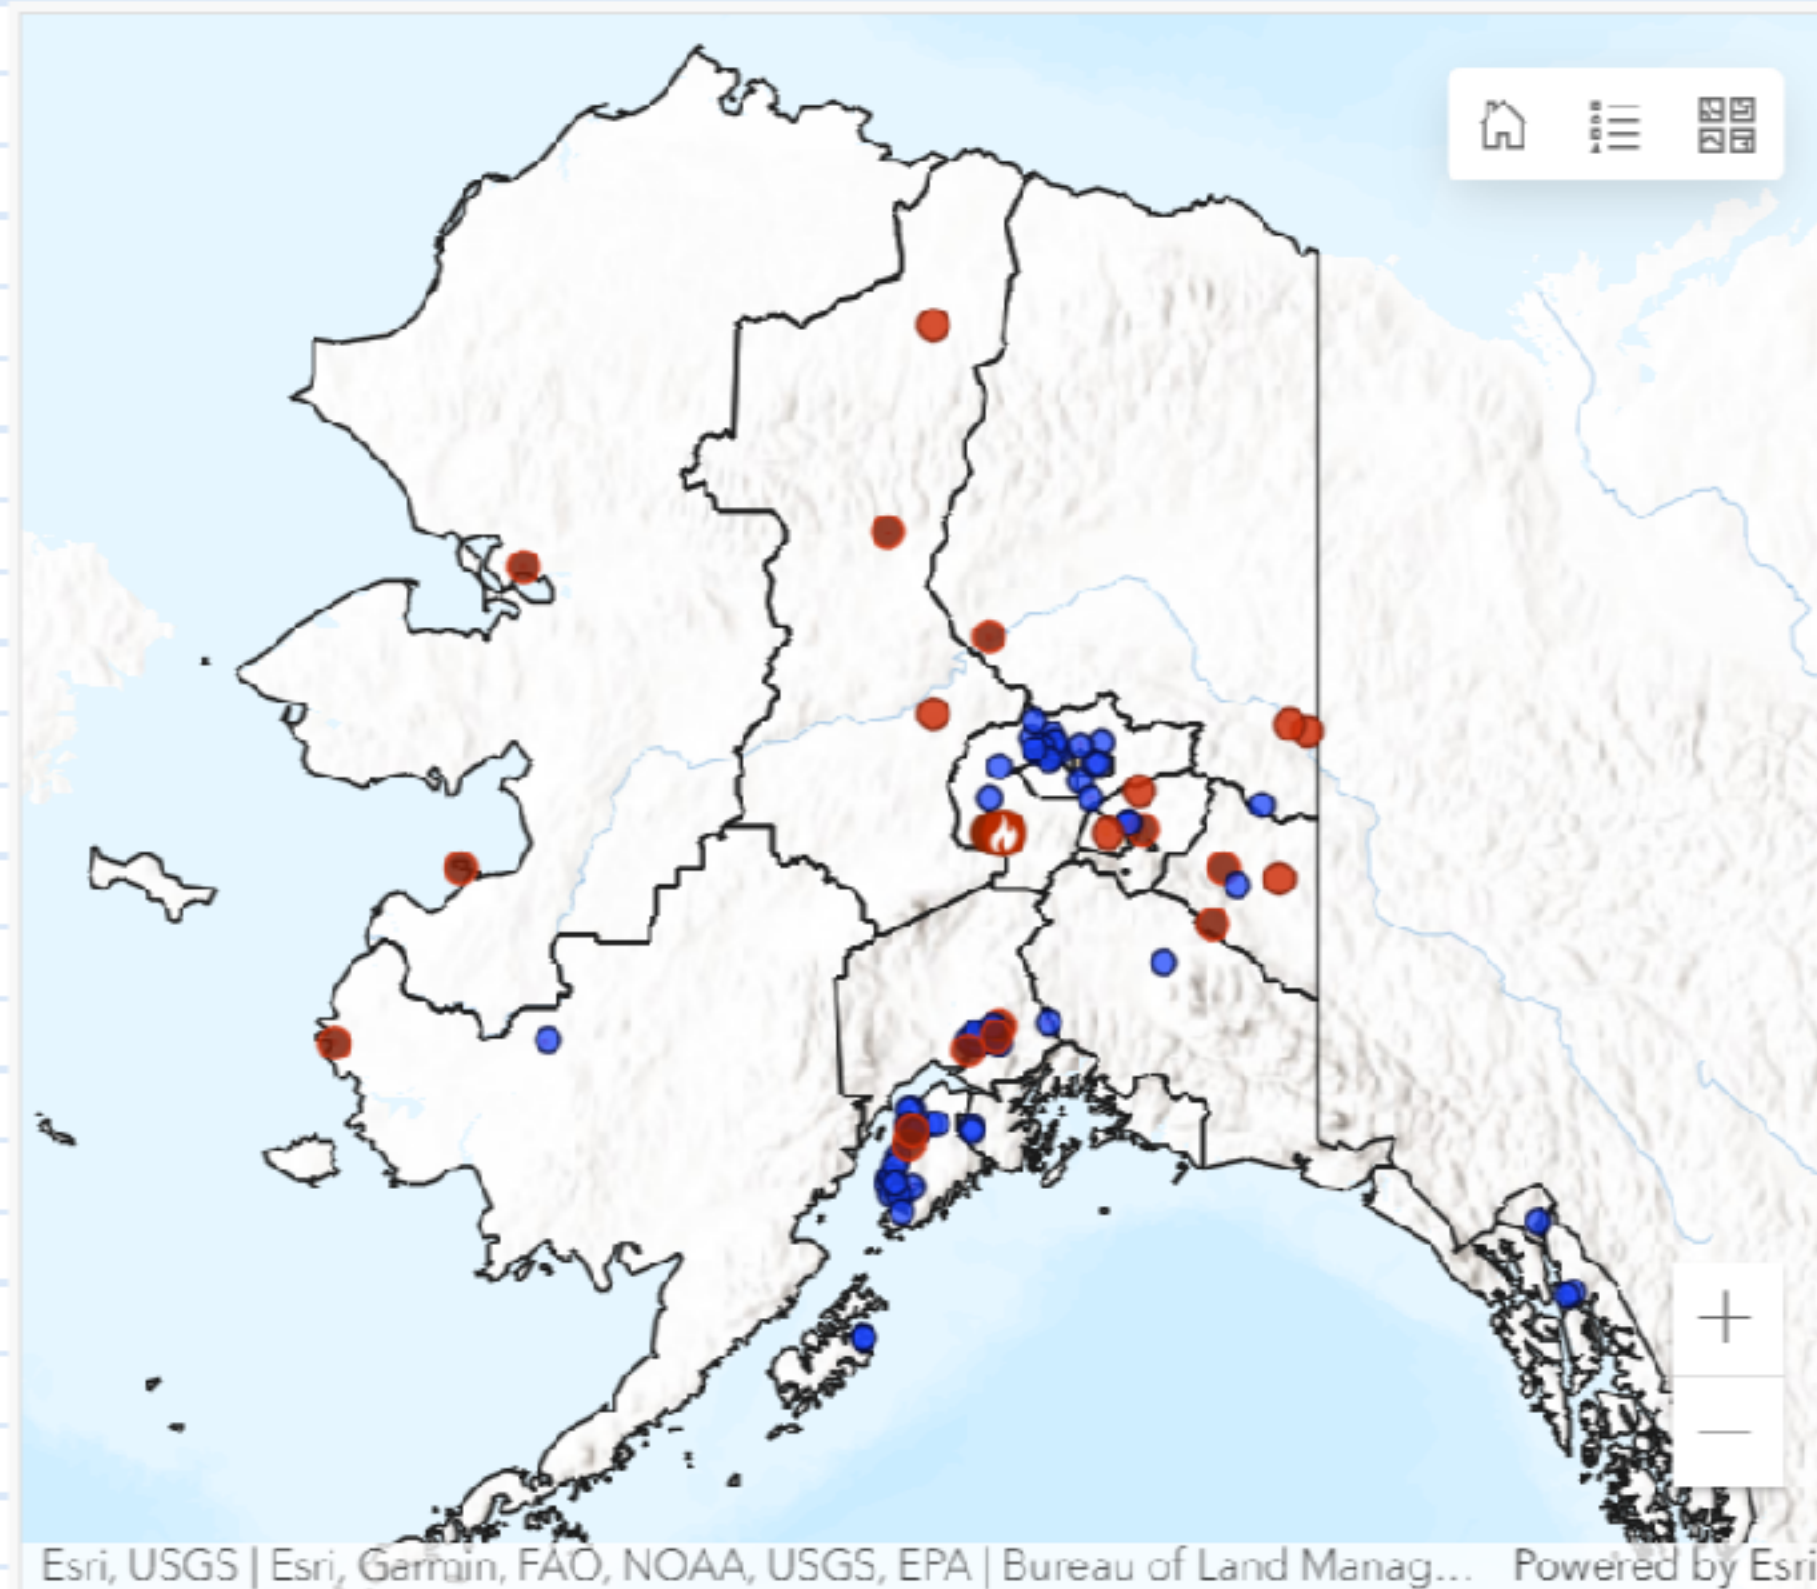 Esri, USGS | Esri, Garmin, FAO, NOAA, USGS, EPA | Bureau of Land Manag... Powered by Esri